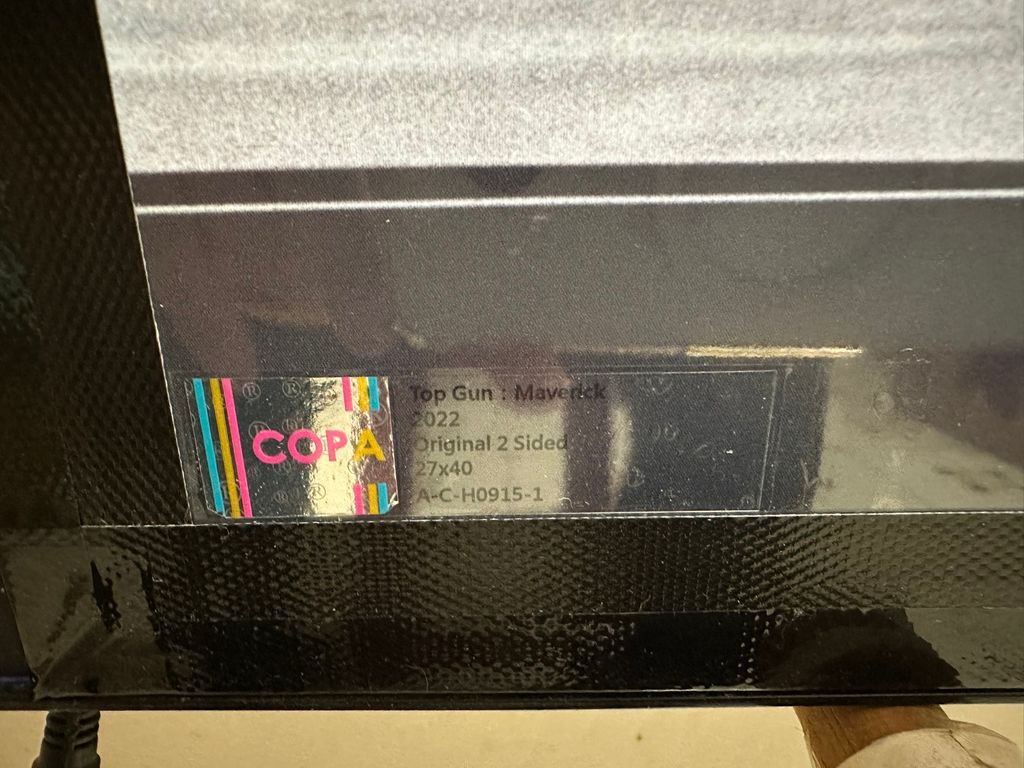 COPA
Top Gun : Maverick
2022
Original 2 Sided
27x40
A-C-H0915-1